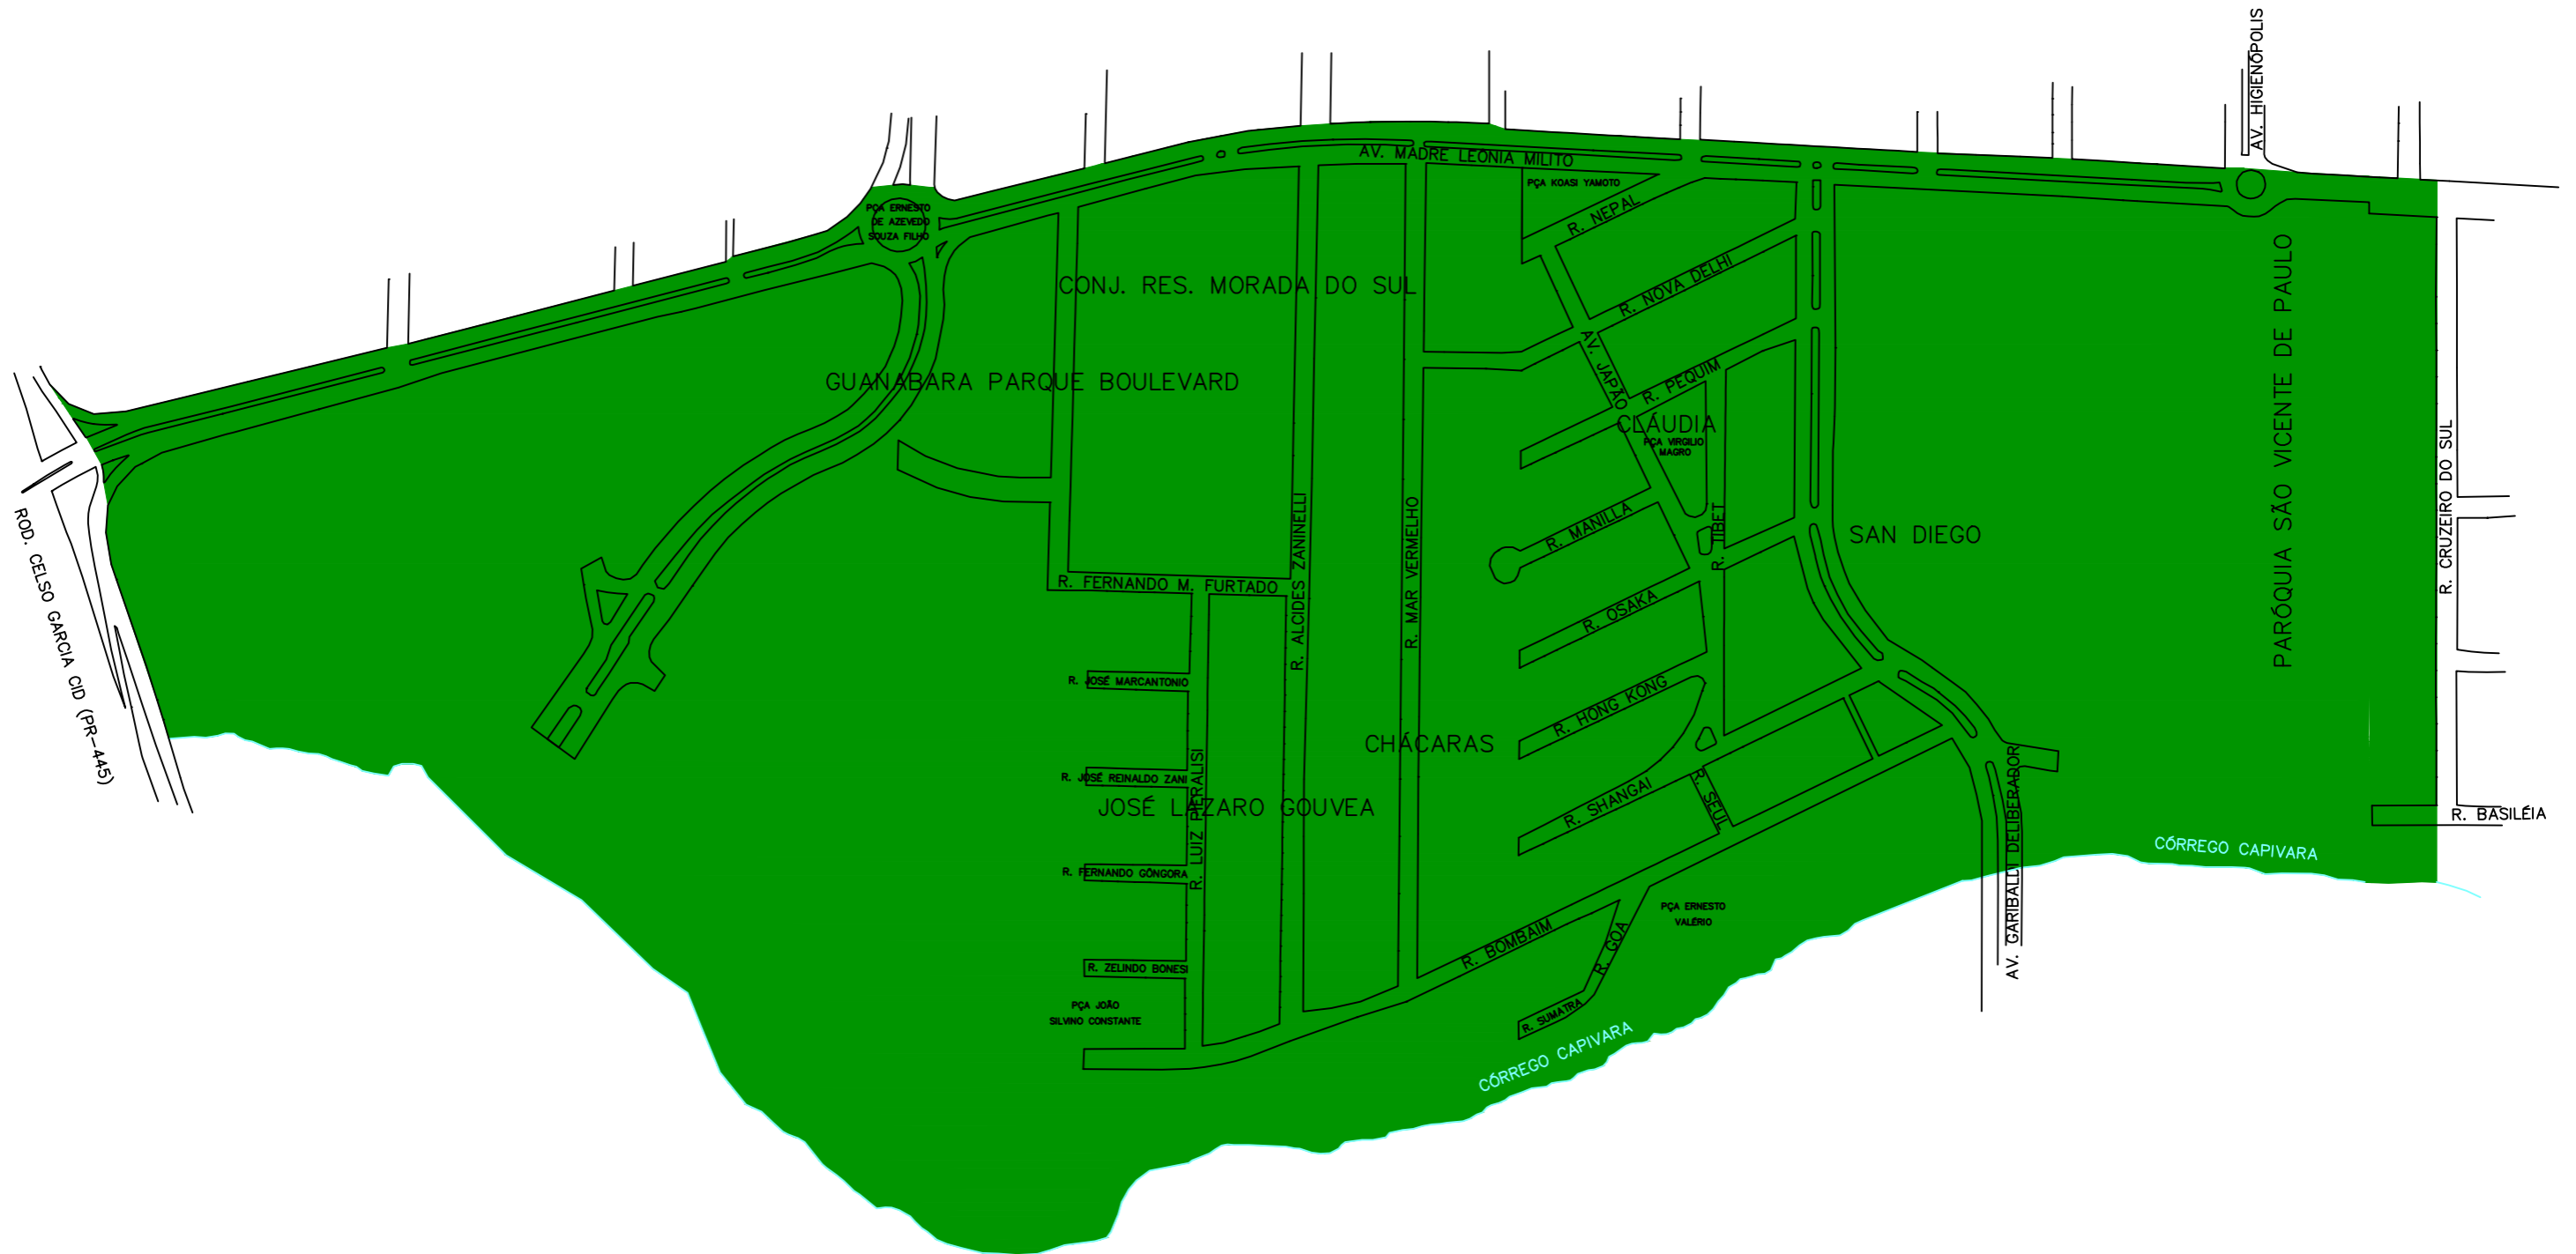 AV. HIGIENÓPOLIS
AV. MADRE LEONIA MILITO
PÇA KOASI YAMOTO
R. NEPAL
PÇA ERNESTO
DE AZEVEDO
SOUZA FILHO
R. NOVA DELHI
CONJ. RES. MORADA DO SUL
GUANABARA PARQUE BOULEVARD
AV. JAPÃO
R. PEQUIM
CLÁUDIA
PÇA VIRGILIO
MAGRO
PARÓQUIA SÃO VICENTE DE PAULO
R. CRUZEIRO DO SUL
ROD. CELSO GARCIA CID (PR-445)
R. MANILLA
R. TIBET
SAN DIEGO
R. FERNANDO M. FURTADO
R. ALCIDES ZANINELLI
R. MAR VERMELHO
R. OSAKA
R. JOSÉ MARCANTONIO
R. HONG KONG
CHÁCARAS
R. JOSÉ REINALDO ZANI
R. LUIZ PIERALISI
JOSÉ LÁZARO GOUVEA
R. SHANGAI
R. SEUL
AV. GARIBALDI DELIBERADOR
R. BASILÉIA
CÓRREGO CAPIVARA
R. FERNANDO GÔNGORA
PÇA ERNESTO
VALÉRIO
R. BOMBAIM
R. GOA
R. ZELINDO BONESI
PÇA JOÃO
SILVINO CONSTANTE
R. SUMATRA
CÓRREGO CAPIVARA